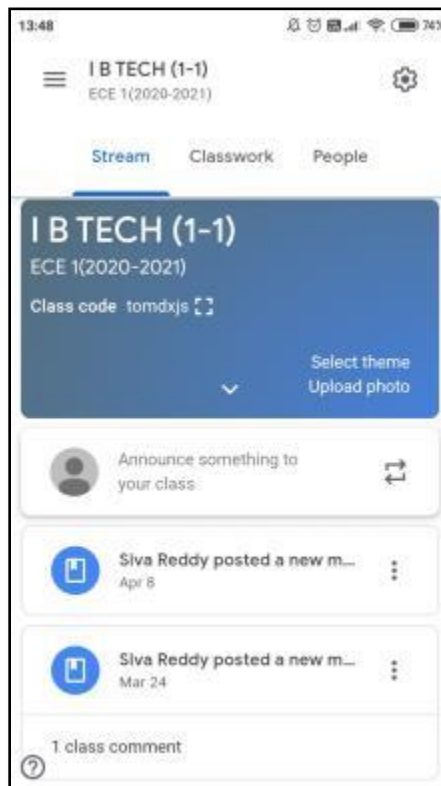 13:48 74%
I B TECH (1-1)
ECE 1(2020-2021)
Stream Classwork People
I B TECH (1-1)
ECE 1(2020-2021)
Class code tomdxjs
Select theme
Upload photo
Announce something to
your class
Siva Reddy posted a new m...
Apr 8
Siva Reddy posted a new m...
Mar 24
1 class comment